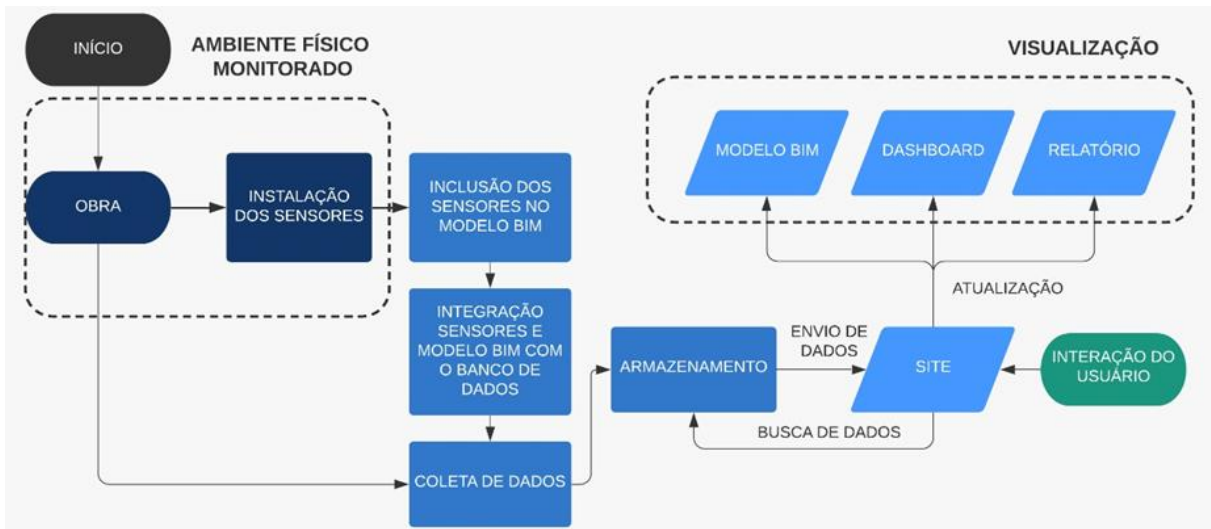 INÍCIO
AMBIENTE FÍSICO
MONITORADO
VISUALIZAÇÃO
MODELO BIM
DASHBOARD
RELATÓRIO
OBRA
INSTALAÇÃO
DOS SENSORES
INCLUSÃO DOS
SENSORES NO
MODELO BIM
INTEGRAÇÃO
SENSORES E
MODELO BIM COM
O BANCO DE
DADOS
COLETA DE DADOS
ARMAZENAMENTO
ENVIO DE
DADOS
BUSCA DE DADOS
SITE
ATUALIZAÇÃO
INTERAÇÃO DO
USUÁRIO